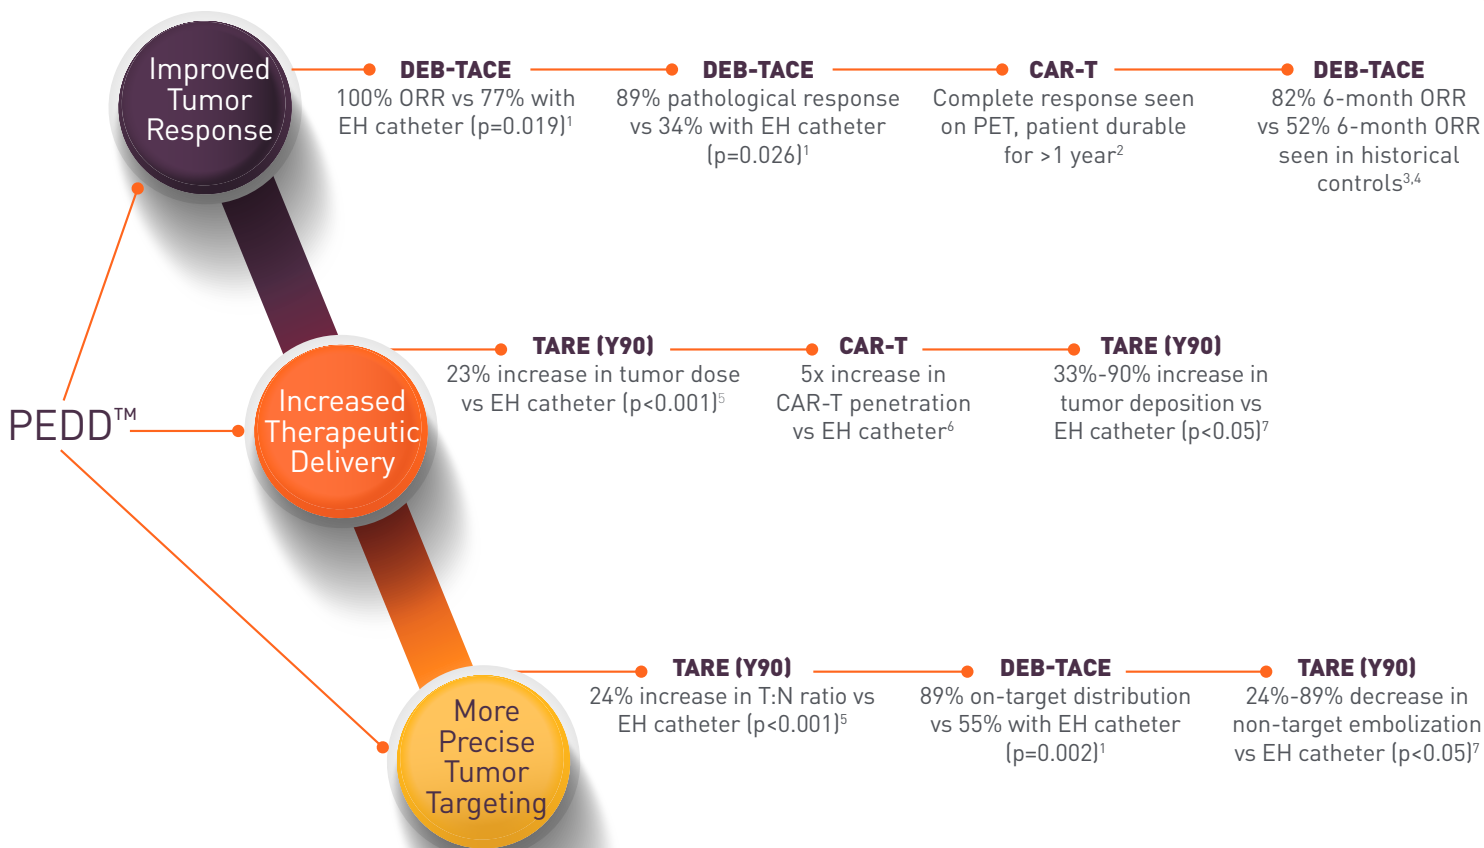 Improved
Tumor
Response
DEB-TACE
100% ORR vs 77% with
EH catheter (p=0.019)¹
DEB-TACE
89% pathological response
vs 34% with EH catheter
(p=0.026)¹
CAR-T
Complete response seen
on PET, patient durable
for >1 year²
DEB-TACE
82% 6-month ORR
vs 52% 6-month ORR
seen in historical
controls³,⁴
PEDD™
Increased
Therapeutic
Delivery
TARE (Y90)
23% increase in tumor dose
vs EH catheter (p<0.001)⁵
CAR-T
5x increase in
CAR-T penetration
vs EH catheter⁶
TARE (Y90)
33%-90% increase in
tumor deposition vs
EH catheter (p<0.05)⁷
More
Precise
Tumor
Targeting
TARE (Y90)
24% increase in T:N ratio vs
EH catheter (p<0.001)⁵
DEB-TACE
89% on-target distribution
vs 55% with EH catheter
(p=0.002)¹
TARE (Y90)
24%-89% decrease in
non-target embolization
vs EH catheter (p<0.05)⁷